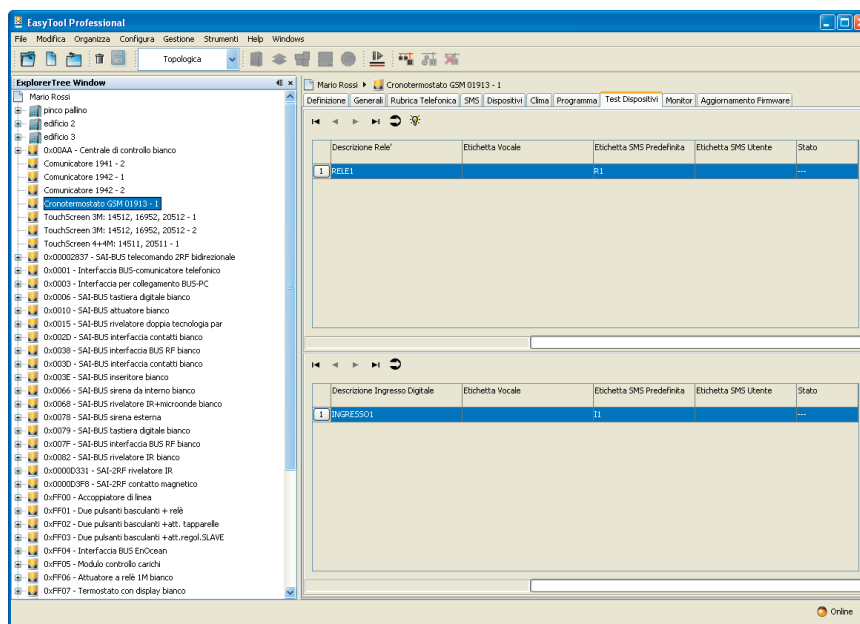 EasyTool Professional
File Modifica Organizza Configura Gestione Strumenti Help Windows
Topologica
ExplorerTree Window
Mario Rossi
pinco pallino
edificio 2
edificio 3
0x00AA - Centrale di controllo bianco
Comunicatore 1941 - 2
Comunicatore 1942 - 1
Comunicatore 1942 - 2
Cronotermostato GSM 01913 - 1
TouchScreen 3M: 14512, 16952, 20512 - 1
TouchScreen 3M: 14512, 16952, 20512 - 2
TouchScreen 4+4M: 14511, 20511 - 1
0x00002837 - SAI-BUS telecomando 2RF bidirezionale
0x0001 - Interfaccia BUS-comunicatore telefonico
0x0003 - Interfaccia per collegamento BUS-PC
0x0006 - SAI-BUS tastiera digitale bianco
0x0010 - SAI-BUS attuatore bianco
0x0015 - SAI-BUS rivelatore doppia tecnologia par
0x002D - SAI-BUS interfaccia contatti bianco
0x0038 - SAI-BUS interfaccia BUS RF bianco
0x003D - SAI-BUS interfaccia contatti bianco
0x003E - SAI-BUS inseritore bianco
0x0066 - SAI-BUS sirena da interno bianco
0x0068 - SAI-BUS rivelatore IR+microonde bianco
0x0078 - SAI-BUS sirena esterna
0x0079 - SAI-BUS tastiera digitale bianco
0x007F - SAI-BUS interfaccia BUS RF bianco
0x0082 - SAI-BUS rivelatore IR bianco
0x0000D331 - SAI-2RF rivelatore IR
0x0000D3F8 - SAI-2RF contatto magnetico
0xFF00 - Accoppiatore di linea
0xFF01 - Due pulsanti basculanti + relè
0xFF02 - Due pulsanti basculanti +att. tapparelle
0xFF03 - Due pulsanti basculanti +att.regol.SLAVE
0xFF04 - Interfaccia BUS EnOcean
0xFF05 - Modulo controllo carichi
0xFF06 - Attuatore a relè 1M bianco
0xFF07 - Termostato con display bianco
Mario Rossi Cronotermostato GSM 01913 - 1
Definizione Generali Rubrica Telefonica SMS Dispositivi Clima Programma Test Dispositivi Monitor Aggiornamento Firmware
Descrizione Rele' Etichetta Vocale Etichetta SMS Predefinita Etichetta SMS Utente Stato
1 RELE1 R1 ---
Descrizione Ingresso Digitale Etichetta Vocale Etichetta SMS Predefinita Etichetta SMS Utente Stato
1 INGRESSO1 I1 ---
Online